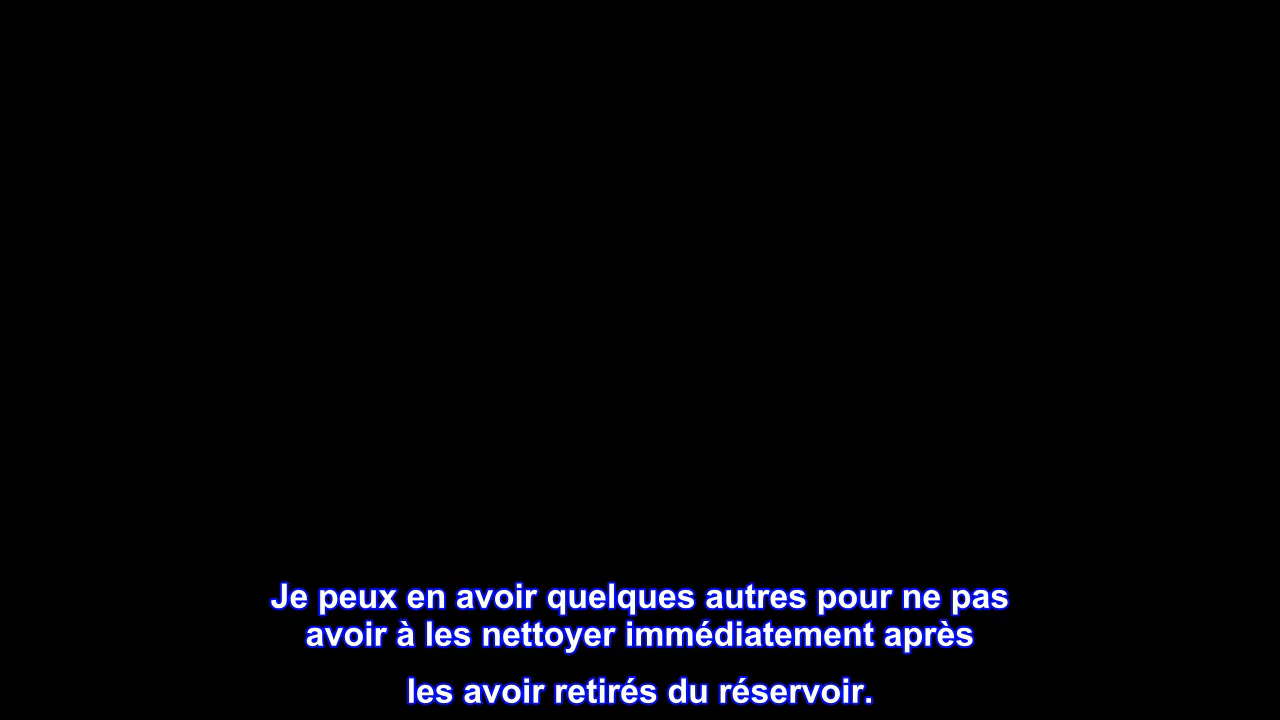 Je peux en avoir quelques autres pour ne pas
avoir à les nettoyer immédiatement après
les avoir retirés du réservoir.